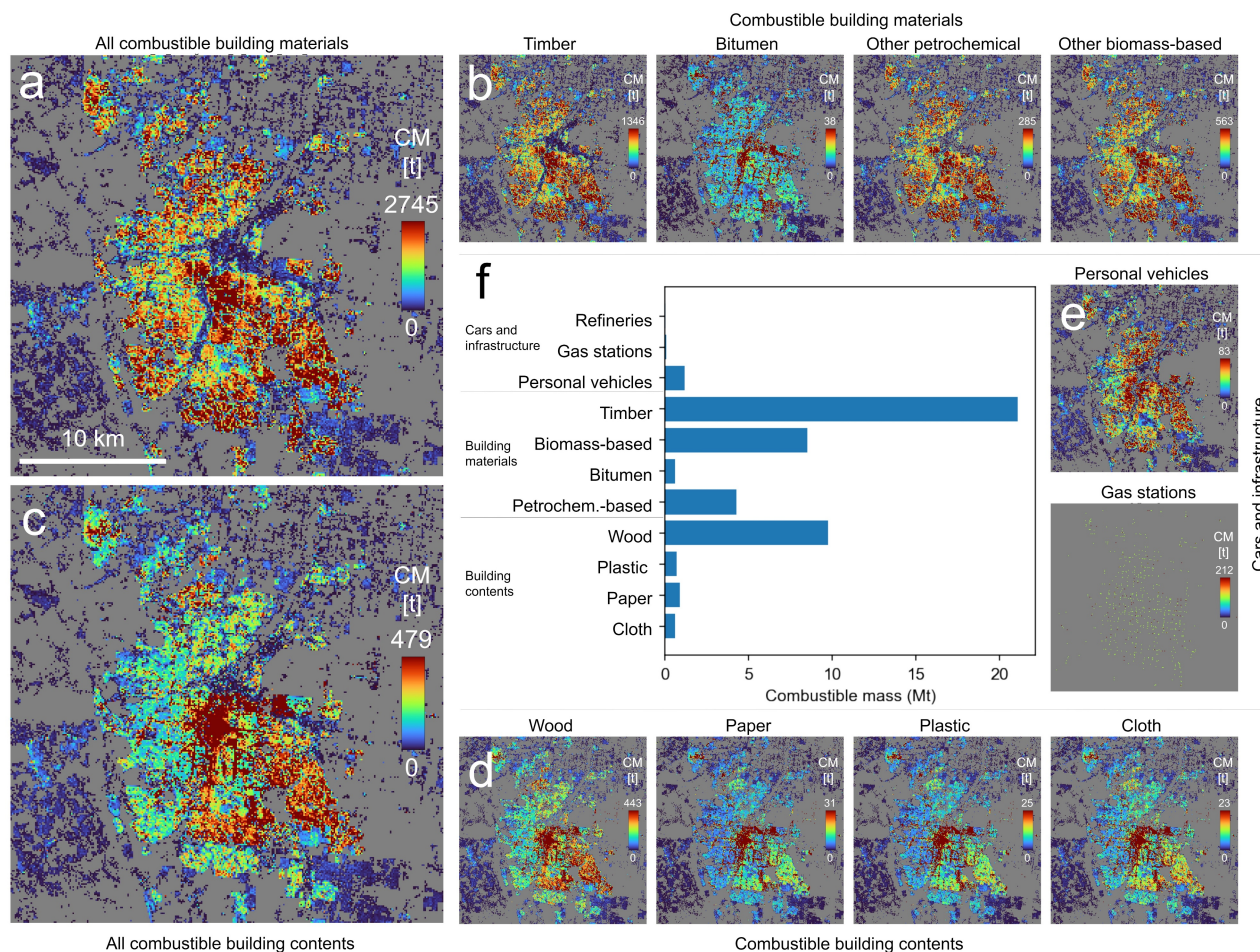 All combustible building materials
a
CM
[t]
2745
0
10 km
Combustible building materials
Timber
Bitumen
Other petrochemical
Other biomass-based
b
CM
[t]
1346
0
CM
[t]
38
0
CM
[t]
285
0
CM
[t]
563
0
c
CM
[t]
479
0
All combustible building contents
f
Cars and
infrastructure
Building
materials
Building
contents
Refineries
Gas stations
Personal vehicles
Timber
Biomass-based
Bitumen
Petrochem.-based
Wood
Plastic
Paper
Cloth
0 5 10 15 20
Combustible mass (Mt)
Personal vehicles
e
CM
[t]
83
0
Gas stations
CM
[t]
212
0
Cars and infrastructure
Wood
Paper
Plastic
Cloth
d
CM
[t]
443
0
CM
[t]
31
0
CM
[t]
25
0
CM
[t]
23
0
Combustible building contents